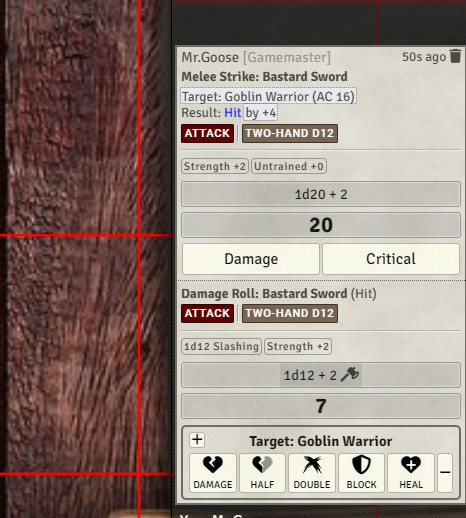 Mr.Goose [Gamemaster] 50s ago
Melee Strike: Bastard Sword
Target: Goblin Warrior (AC 16)
Result: Hit by +4
ATTACK TWO-HAND D12
Strength +2 Untrained +0
1d20 + 2
20
Damage Critical
Damage Roll: Bastard Sword (Hit)
ATTACK TWO-HAND D12
1d12 Slashing Strength +2
1d12 + 2
7
+ Target: Goblin Warrior
DAMAGE HALF DOUBLE BLOCK HEAL −